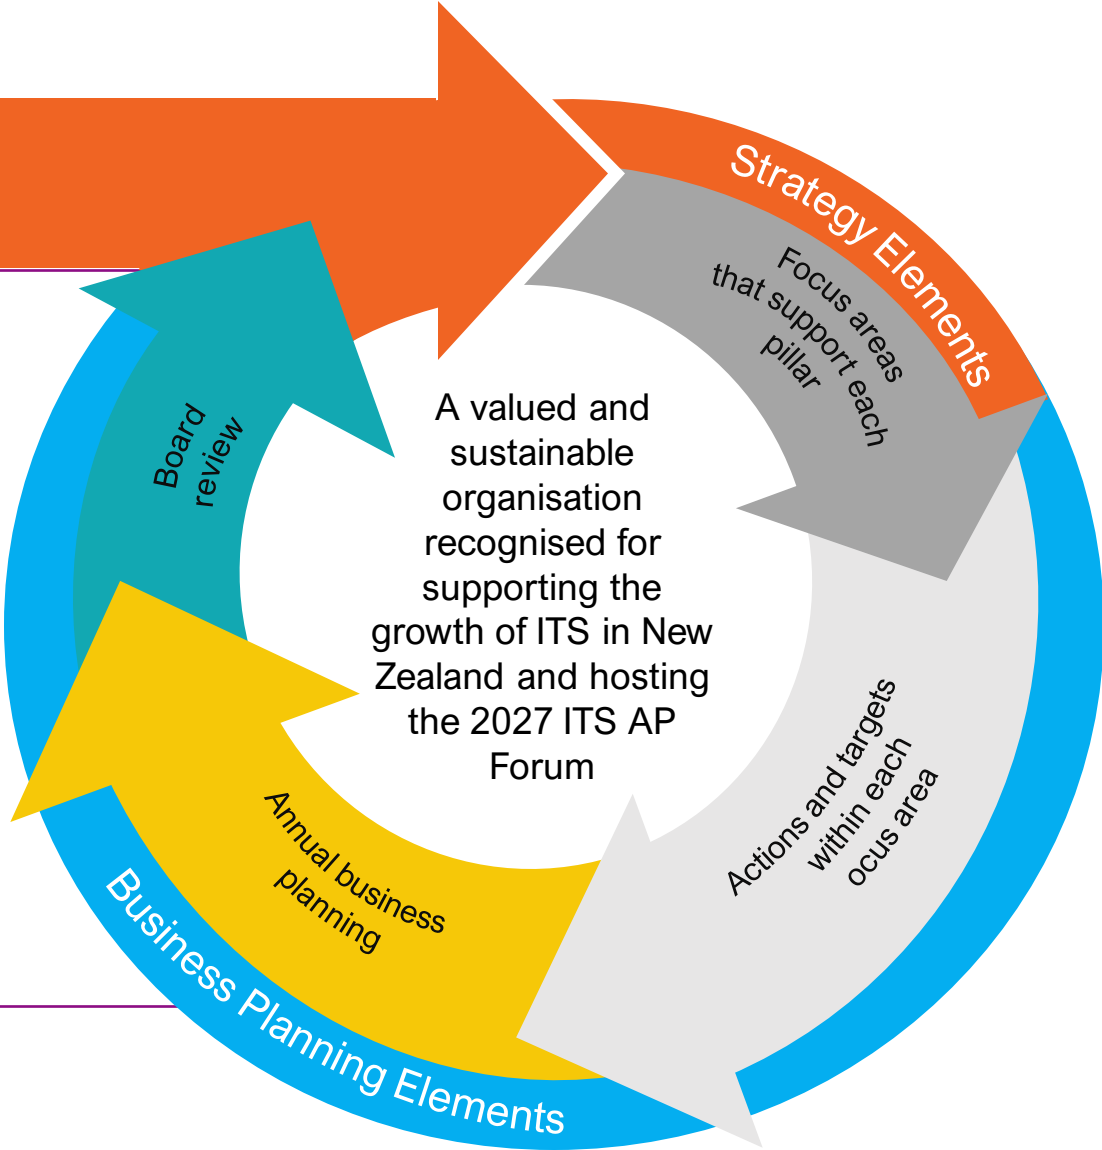 Strategy Elements
Focus areas
that support each
pillar
Board
review
A valued and
sustainable
organisation
recognised for
supporting the
growth of ITS in New
Zealand and hosting
the 2027 ITS AP
Forum
Actions and targets
within each
ocus area
Annual business
planning
Business Planning Elements